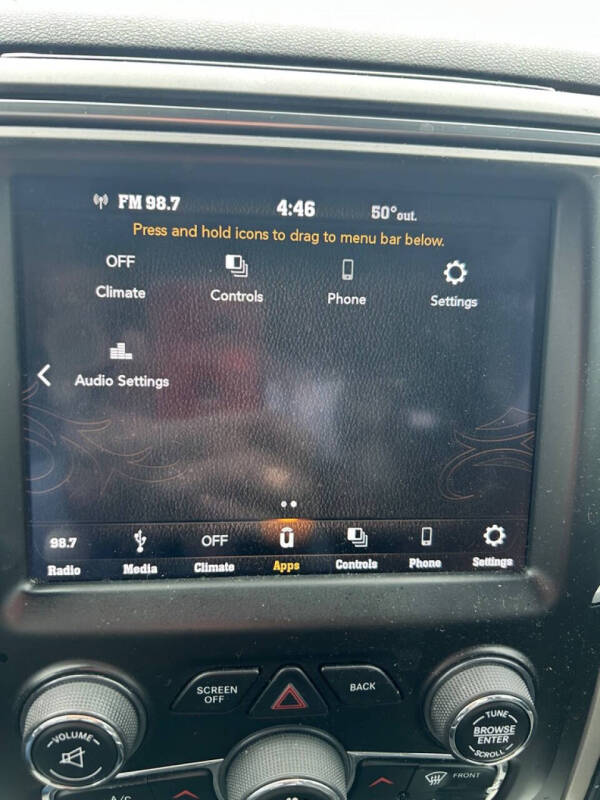 FM 98.7 4:46 50° out.
Press and hold icons to drag to menu bar below.
OFF
Climate Controls Phone Settings
Audio Settings
98.7 OFF
Radio Media Climate Apps Controls Phone Settings
SCREEN OFF BACK
VOLUME
TUNE
BROWSE
ENTER
SCROLL
A/C FRONT